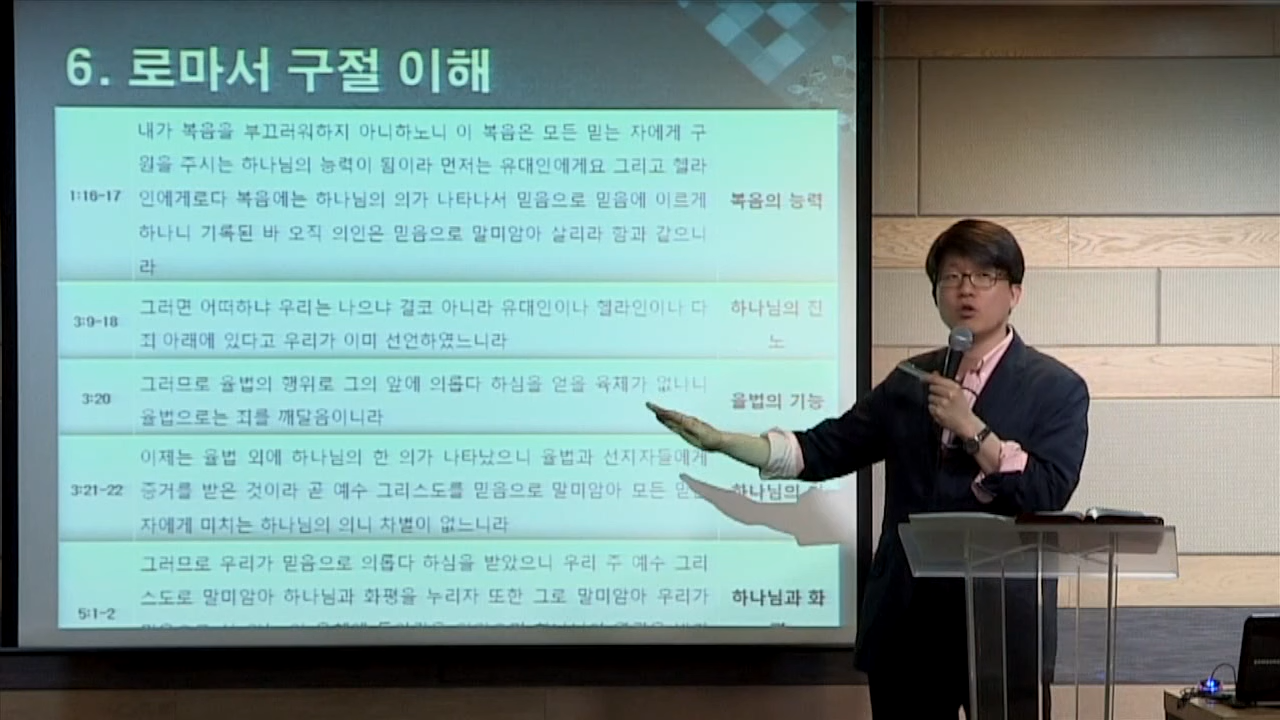 6. 로마서 구절 이해
1:16-17
내가 복음을 부끄러워하지 아니하노니 이 복음은 모든 믿는 자에게 구
원을 주시는 하나님의 능력이 됨이라 먼저는 유대인에게요 그리고 헬라
인에게로다 복음에는 하나님의 의가 나타나서 믿음으로 믿음에 이르게
하나니 기록된 바 오직 의인은 믿음으로 말미암아 살리라 함과 같으니
라
복음의 능력
3:9-18
그러면 어떠하냐 우리는 나으냐 결코 아니라 유대인이나 헬라인이나 다
죄 아래에 있다고 우리가 이미 선언하였느니라
하나님의 진
노
3:20
그러므로 율법의 행위로 그의 앞에 의롭다 하심을 얻을 육체가 없나니
율법으로는 죄를 깨달음이니라
율법의 기능
3:21-22
이제는 율법 외에 하나님의 한 의가 나타났으니 율법과 선지자들에게
증거를 받은 것이라 곧 예수 그리스도를 믿음으로 말미암아 모든
자에게 미치는 하나님의 의니 차별이 없느니라
하나님의
5:1-2
그러므로 우리가 믿음으로 의롭다 하심을 받았으니 우리 주 예수 그리
스도로 말미암아 하나님과 화평을 누리자 또한 그로 말미암아 우리가
하나님과 화